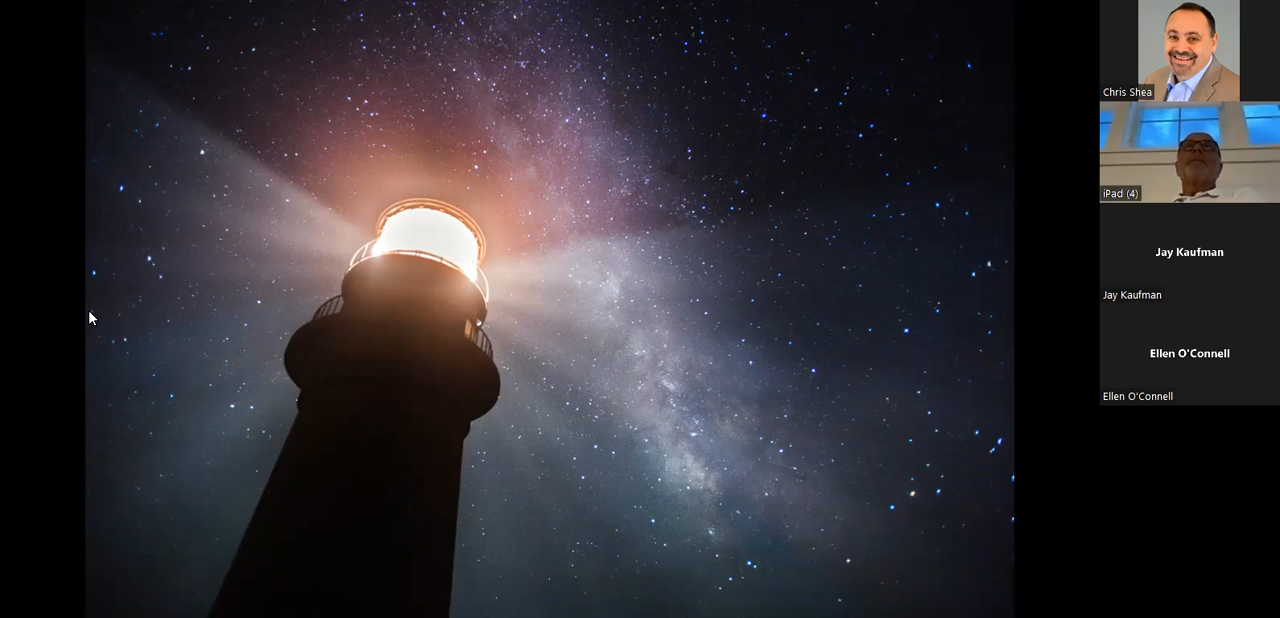 Chris Shea
iPad (4)
Jay Kaufman
Jay Kaufman
Ellen O'Connell
Ellen O'Connell